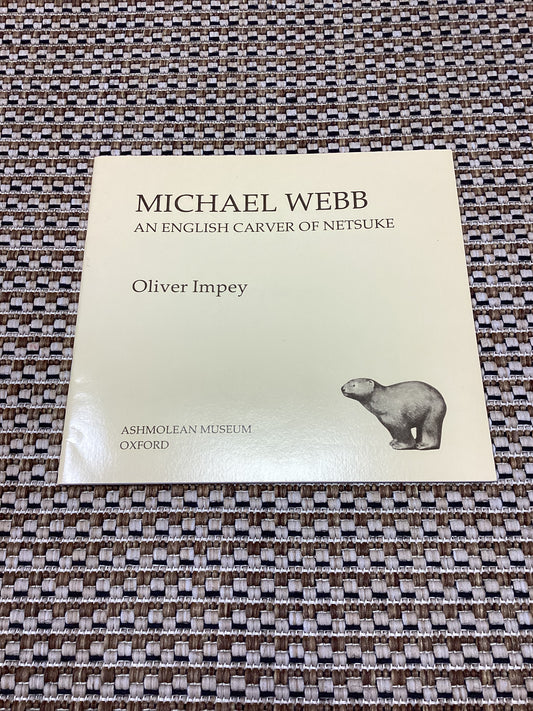 MICHAEL WEBB
AN ENGLISH CARVER OF NETSUKE
Oliver Impey
ASHMOLEAN MUSEUM
OXFORD